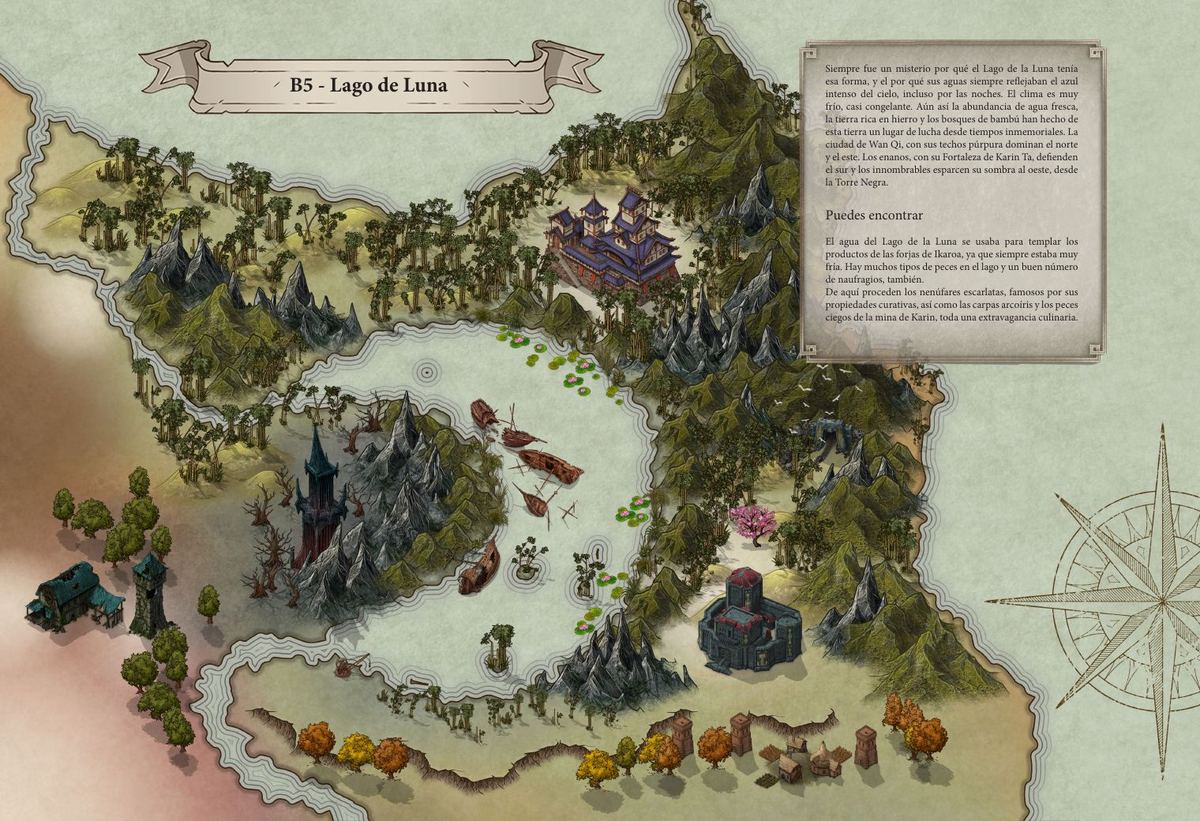 B5 - Lago de Luna
Siempre fue un misterio por qué el Lago de la Luna tenía
esa forma, y el por qué sus aguas siempre reflejaban el azul
intenso del cielo, incluso por las noches. El clima es muy
frío, casi congelante. Aún así la abundancia de agua fresca,
la tierra rica en hierro y los bosques de bambú han hecho de
esta tierra un lugar de lucha desde tiempos inmemoriales. La
ciudad de Wan Qi, con sus techos púrpura dominan el norte
y el este. Los enanos, con su Fortaleza de Karin Ta, defienden
el sur y los innombrables esparcen su sombra al oeste, desde
la Torre Negra.
Puedes encontrar
El agua del Lago de la Luna se usaba para templar los
productos de las forjas de Ikaroa, ya que siempre estaba muy
fría. Hay muchos tipos de peces en el lago y un buen número
de naufragios, también.
De aquí proceden los nenúfares escarlatas, famosos por sus
propiedades curativas, así como las carpas arcoíris y los peces
ciegos de la mina de Karin, toda una extravagancia culinaria.